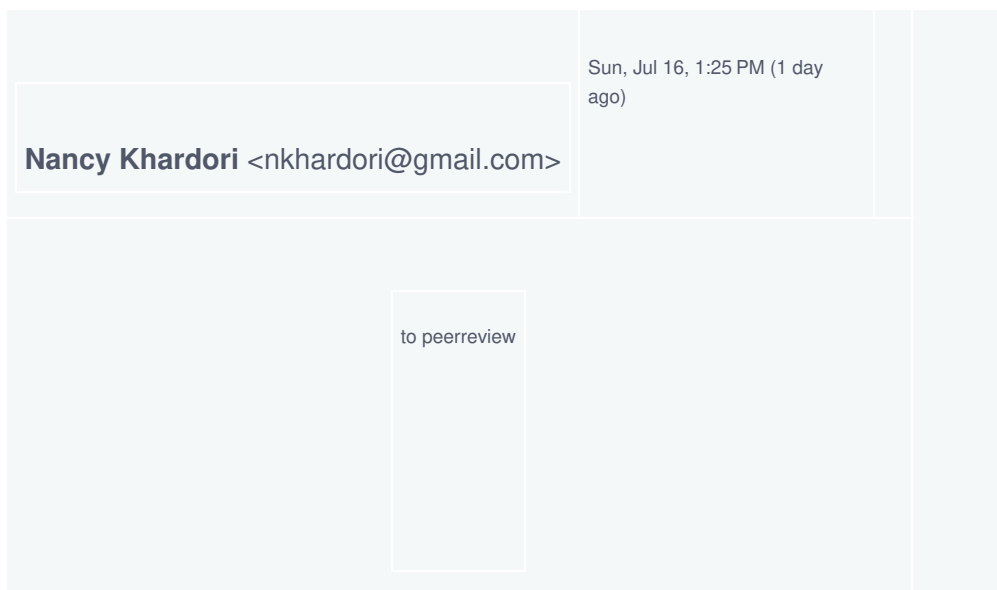 Sun, Jul 16, 1:25 PM (1 day
ago)
Nancy Khardori <nkhardori@gmail.com>
to peerreview